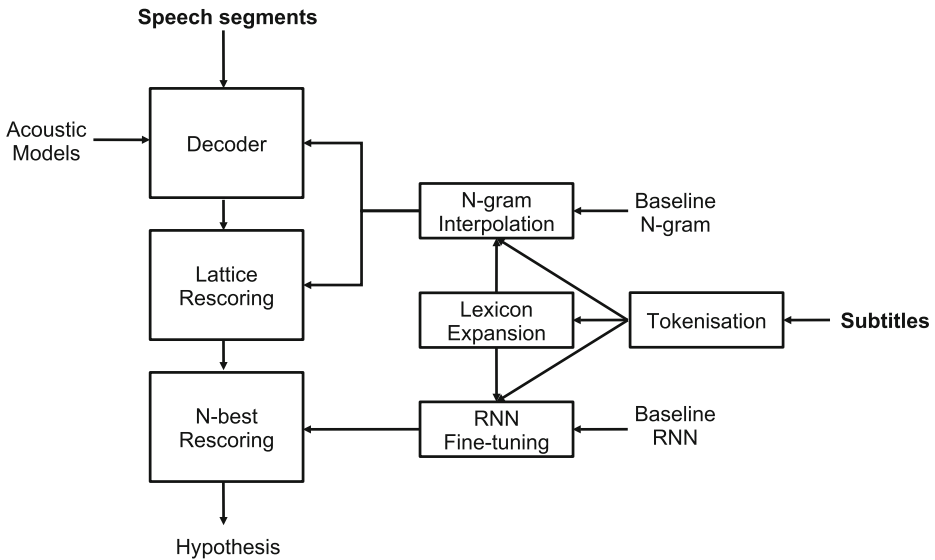 Speech segments
Acoustic
Models
Decoder
N-gram
Interpolation
Baseline
N-gram
Lattice
Rescoring
Lexicon
Expansion
Tokenisation
Subtitles
N-best
Rescoring
RNN
Fine-tuning
Baseline
RNN
Hypothesis